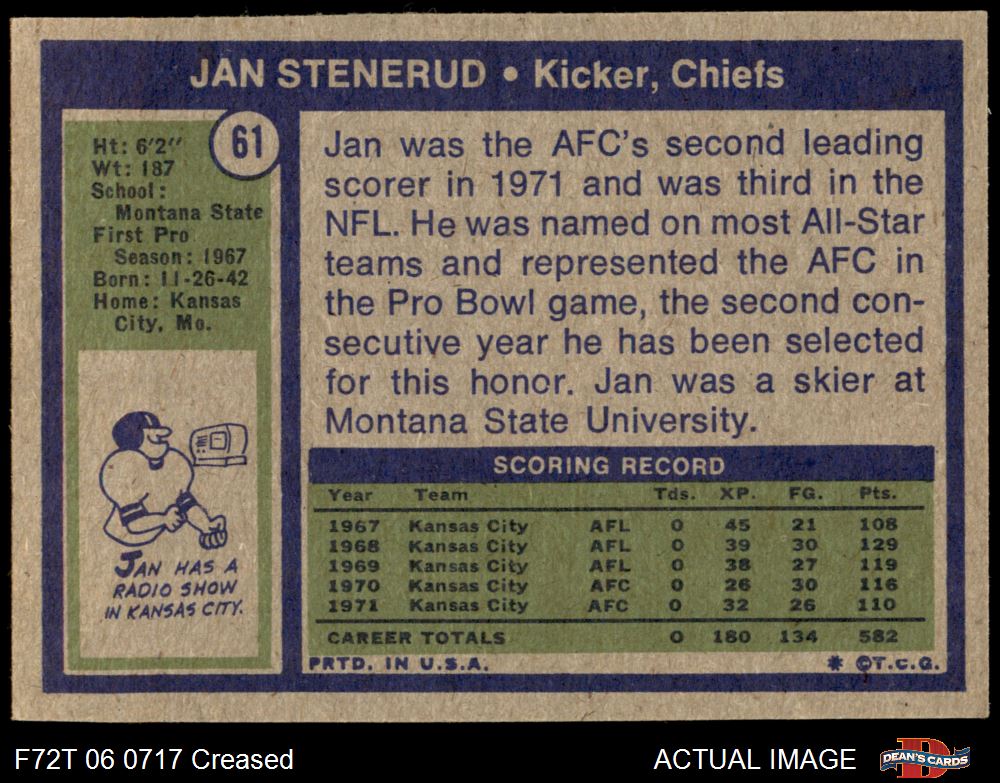 JAN STENERUD • Kicker, Chiefs
61
Ht: 6'2"
Wt: 187
School:
Montana State
First Pro
Season: 1967
Born: 11-26-42
Home: Kansas
City, Mo.
JAN HAS A
RADIO SHOW
IN KANSAS CITY.
Jan was the AFC's second leading
scorer in 1971 and was third in the
NFL. He was named on most All-Star
teams and represented the AFC in
the Pro Bowl game, the second con-
secutive year he has been selected
for this honor. Jan was a skier at
Montana State University.
SCORING RECORD
Year Team Tds. XP. FG. Pts.
1967 Kansas City AFL 0 45 21 108
1968 Kansas City AFL 0 39 30 129
1969 Kansas City AFL 0 38 27 119
1970 Kansas City AFC 0 26 30 116
1971 Kansas City AFC 0 32 26 110
CAREER TOTALS 0 180 134 582
PRTD. IN U.S.A. * ©T.C.G.
F72T 06 0717 Creased
ACTUAL IMAGE
D
DEAN'S CARDS